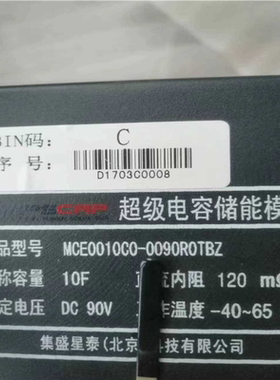 BIN码: C
序 号: D1703C0008
CAP 超级电容储能模
品型号 MCE0010C0-0090R0TBZ
称容量 10F 内阻 120 mΩ
定电压 DC 90V 作温度 -40~65
集盛星泰(北京)科技有限公司